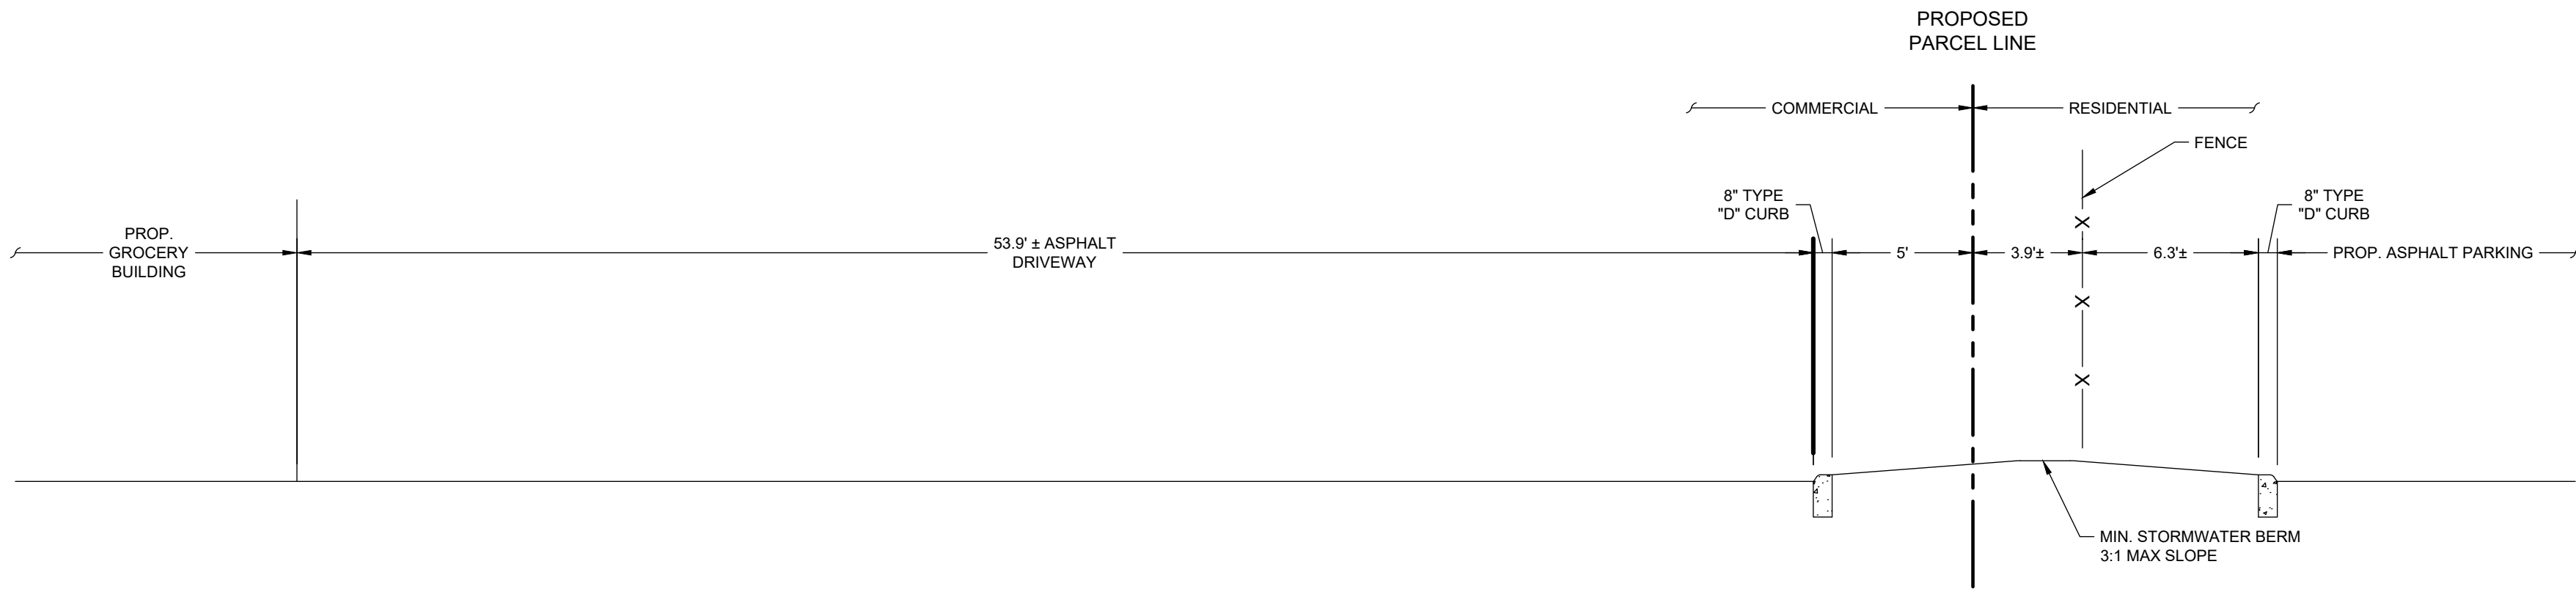 PROPOSED
PARCEL LINE
COMMERCIAL
RESIDENTIAL
FENCE
8" TYPE
"D" CURB
8" TYPE
"D" CURB
PROP.
GROCERY
BUILDING
53.9' ± ASPHALT
DRIVEWAY
5'
3.9'±
6.3'±
PROP. ASPHALT PARKING
X
X
X
MIN. STORMWATER BERM
3:1 MAX SLOPE